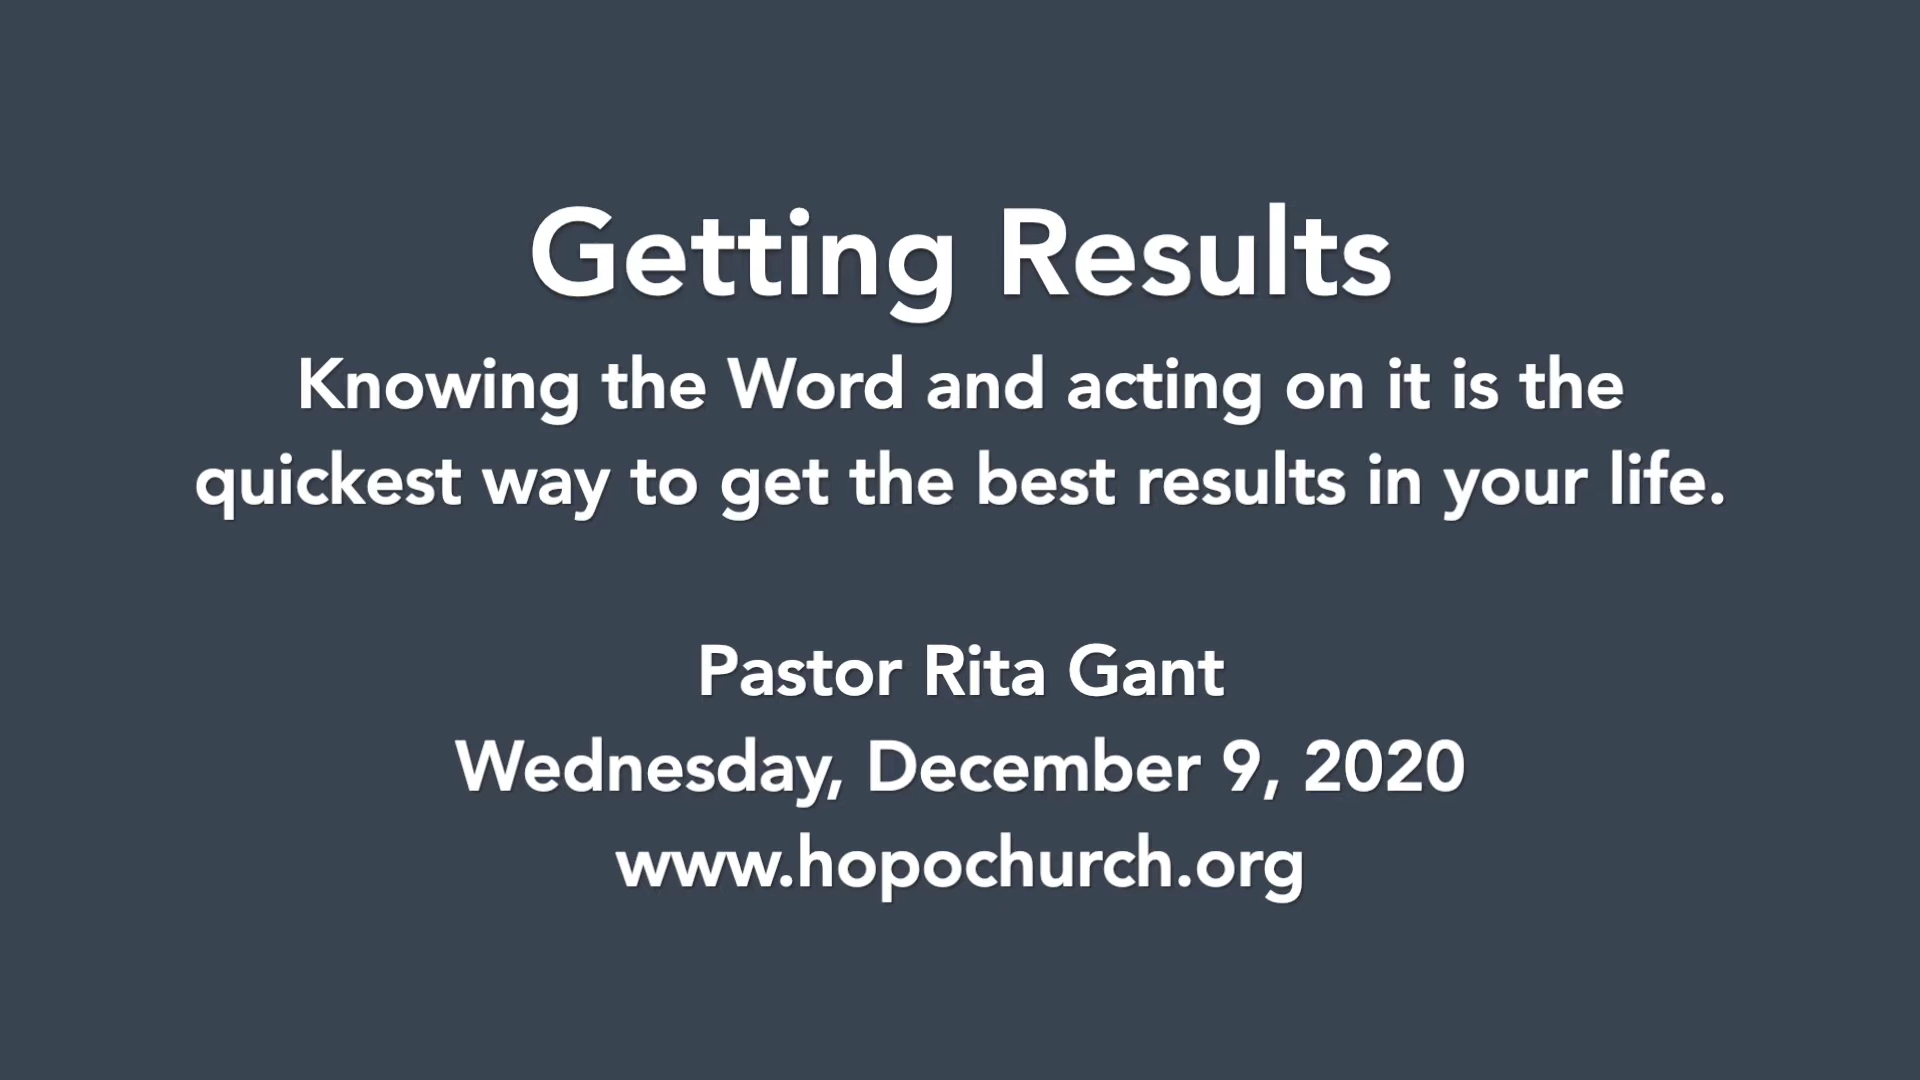 Getting Results
Knowing the Word and acting on it is the
quickest way to get the best results in your life.
Pastor Rita Gant
Wednesday, December 9, 2020
www.hopochurch.org